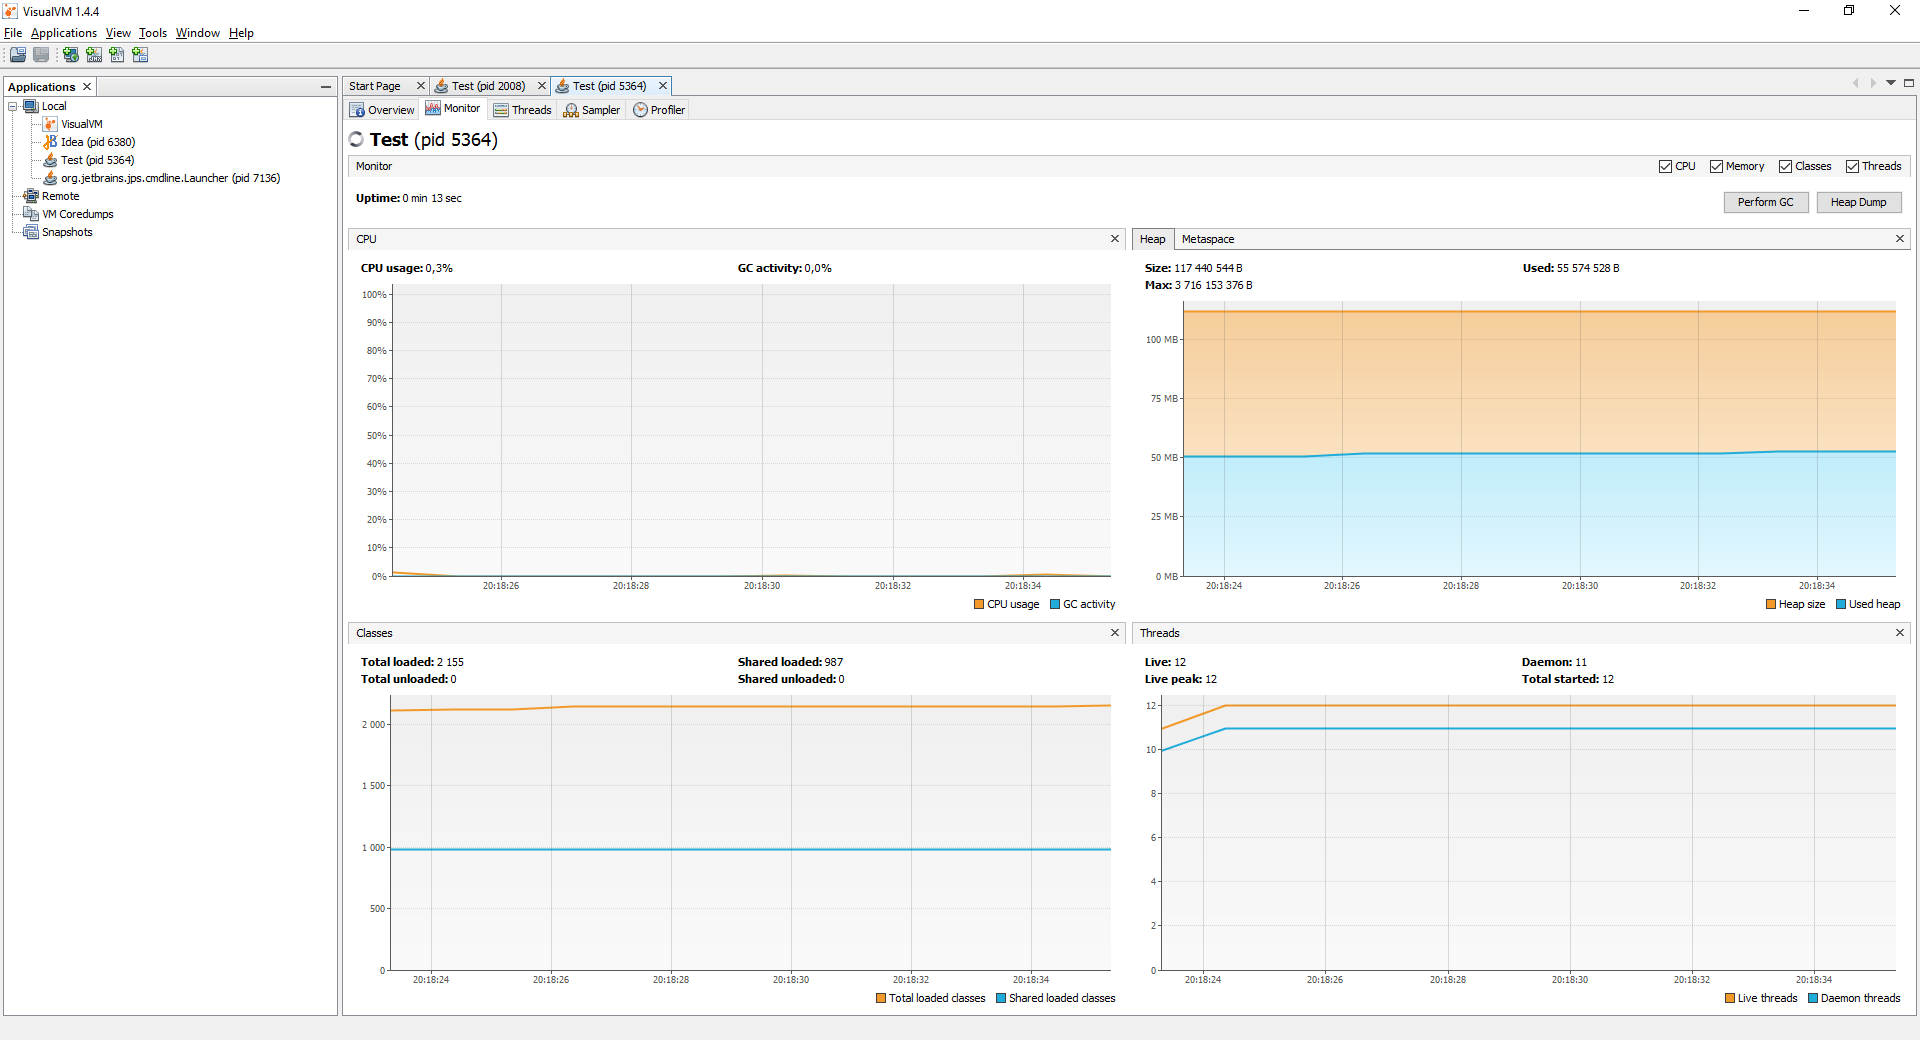 VisualVM 1.4.4
File Applications View Tools Window Help
Applications
Local
VisualVM
Idea (pid 6380)
Test (pid 5364)
org.jetbrains.jps.cmdline.Launcher (pid 7136)
Remote
VM Coredumps
Snapshots
Start Page Test (pid 2008) Test (pid 5364)
Overview Monitor Threads Sampler Profiler
Test (pid 5364)
Monitor CPU Memory Classes Threads
Uptime: 0 min 13 sec
Perform GC Heap Dump
CPU
CPU usage: 0,3% GC activity: 0,0%
100%
90%
80%
70%
60%
50%
40%
30%
20%
10%
0%
20:18:26 20:18:28 20:18:30 20:18:32 20:18:34
CPU usage GC activity
Heap Metaspace
Size: 117 440 544 B Used: 55 574 528 B
Max: 3 716 153 376 B
100 MB
75 MB
50 MB
25 MB
0 MB
20:18:24 20:18:26 20:18:28 20:18:30 20:18:32 20:18:34
Heap size Used heap
Classes
Total loaded: 2 155 Shared loaded: 987
Total unloaded: 0 Shared unloaded: 0
2 000
1 500
1 000
500
0
20:18:24 20:18:26 20:18:28 20:18:30 20:18:32 20:18:34
Total loaded classes Shared loaded classes
Threads
Live: 12 Daemon: 11
Live peak: 12 Total started: 12
12
10
8
6
4
2
0
20:18:24 20:18:26 20:18:28 20:18:30 20:18:32 20:18:34
Live threads Daemon threads